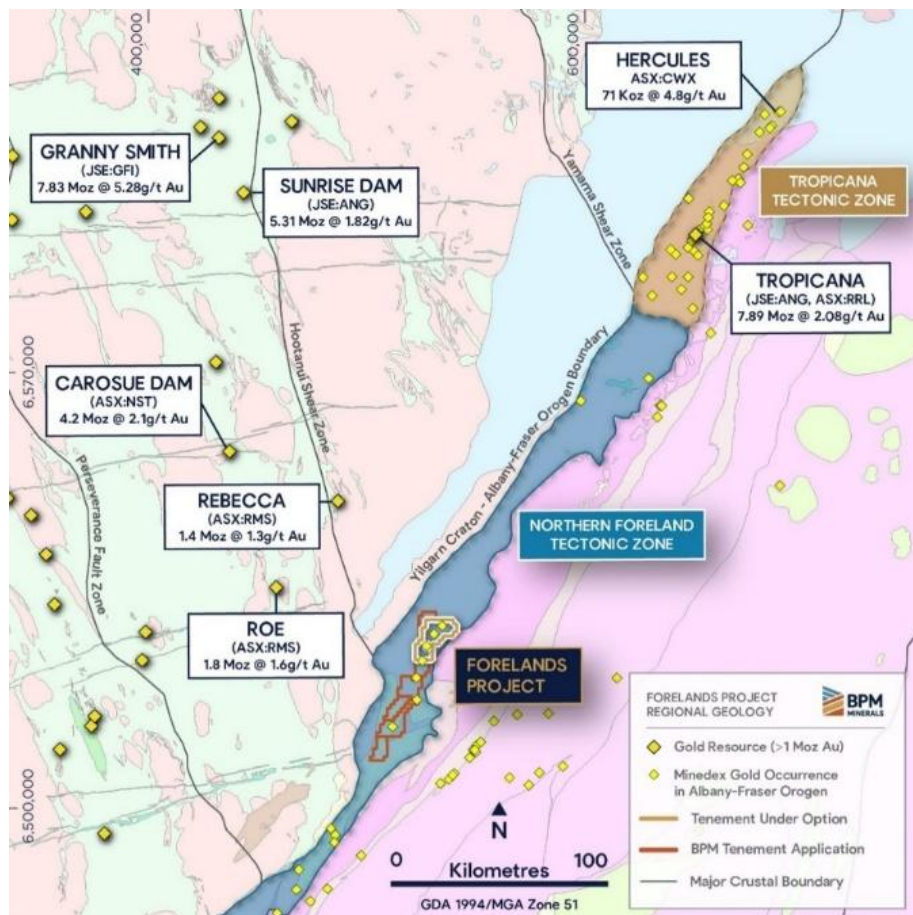 400,000
600,000
HERCULES
ASX:CWX
71 Koz @ 4.8g/t Au
GRANNY SMITH
(JSE:GFI)
7.83 Moz @ 5.28g/t Au
SUNRISE DAM
(JSE:ANG)
5.31 Moz @ 1.82g/t Au
Yamarna Shear Zone
TROPICANA
TECTONIC ZONE
TROPICANA
(JSE:ANG, ASX:RRL)
7.89 Moz @ 2.08g/t Au
Hootanui Shear Zone
6,570,000
CAROSUE DAM
(ASX:NST)
4.2 Moz @ 2.1g/t Au
Yilgarn Craton - Albany-Fraser Orogen Boundary
Perseverance Fault Zone
REBECCA
(ASX:RMS)
1.4 Moz @ 1.3g/t Au
NORTHERN FORELAND
TECTONIC ZONE
ROE
(ASX:RMS)
1.8 Moz @ 1.6g/t Au
FORELANDS
PROJECT
6,500,000
N
0 100
Kilometres
GDA 1994/MGA Zone 51
FORELANDS PROJECT
REGIONAL GEOLOGY
BPM
MINERALS
Gold Resource (>1 Moz Au)
Minedex Gold Occurrence
in Albany-Fraser Orogen
Tenement Under Option
BPM Tenement Application
Major Crustal Boundary